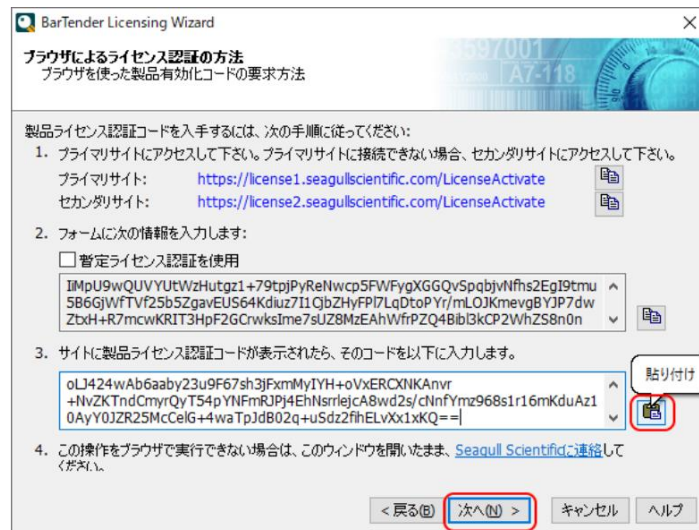 BarTender Licensing Wizard
ブラウザによるライセンス認証の方法
ブラウザを使った製品有効化コードの要求方法
3597001
A7-118
製品ライセンス認証コードを入手するには、次の手順に従ってください:
1. プライマリサイトにアクセスして下さい。プライマリサイトに接続できない場合、セカンダリサイトにアクセスして下さい。
プライマリサイト: https://license1.seagullscientific.com/LicenseActivate
セカンダリサイト: https://license2.seagullscientific.com/LicenseActivate
2. フォームに次の情報を入力します:
暫定ライセンス認証を使用
IiMpU9wQUVYUtWzHutgz1+79tpjPyReNwcp5FWFygXGGQvSpqbjvNfhs2EgI9tmu
5B6GjWfTVf25b5ZgavEUS64Kdiuz7I1CjbZHyFPl7LqDtoPYr/mLOJKmevgBYJP7dw
ZtxH+R7mcwKRIT3HpF2GCrwksIme7sUZ8MzEAhWfrPZQ4Bibl3kCP2WhZS8n0n
3. サイトに製品ライセンス認証コードが表示されたら、そのコードを以下に入力します。
貼り付け
oLJ424wAb6aaby23u9F67sh3jFxmMyIYH+oVxERCXNKAnvr
+NvZKTndCmyrQyT54pYNFmRJPj4EhNsrrlejcA8wd2s/cNnfYmz968s1r16mKduAz1
0AyY0JZR25McCelG+4waTpJdB02q+uSdz2fihELvXx1xKQ==
4. この操作をブラウザで実行できない場合は、このウィンドウを開いたまま、Seagull Scientificに連絡して
ください。
< 戻る(B) 次へ(N) > キャンセル ヘルプ